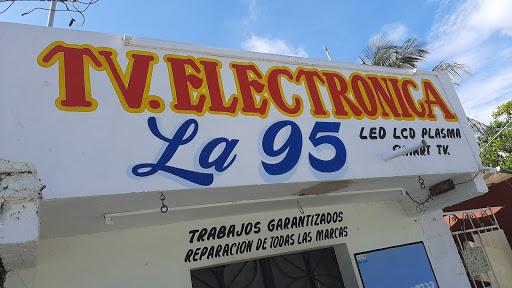 TV. ELECTRONICA
La 95
LED LCD PLASMA
SMART TV.
TRABAJOS GARANTIZADOS
REPARACION DE TODAS LAS MARCAS